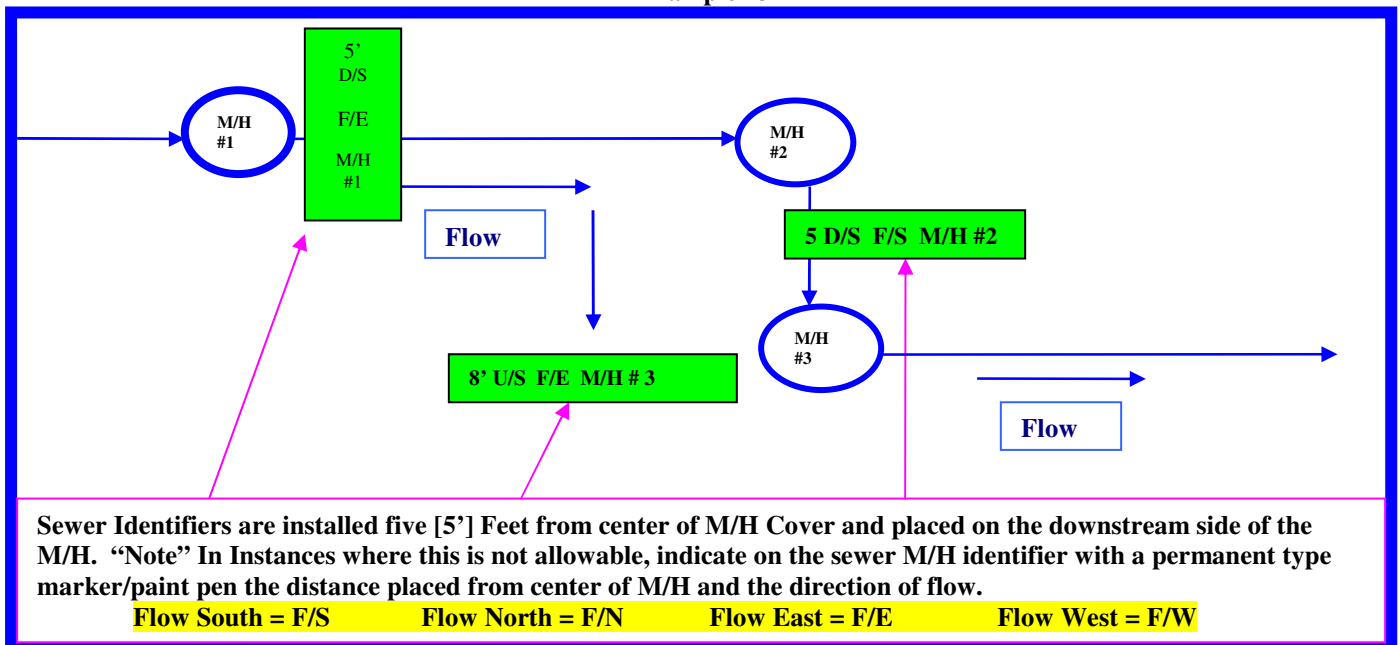 5’
D/S
F/E
M/H
#1
M/H
#1
M/H
#2
Flow
5 D/S F/S M/H #2
M/H
#3
8’ U/S F/E M/H # 3
Flow
Sewer Identifiers are installed five [5’] Feet from center of M/H Cover and placed on the downstream side of the
M/H. “Note” In Instances where this is not allowable, indicate on the sewer M/H identifier with a permanent type
marker/paint pen the distance placed from center of M/H and the direction of flow.
Flow South = F/S Flow North = F/N Flow East = F/E Flow West = F/W